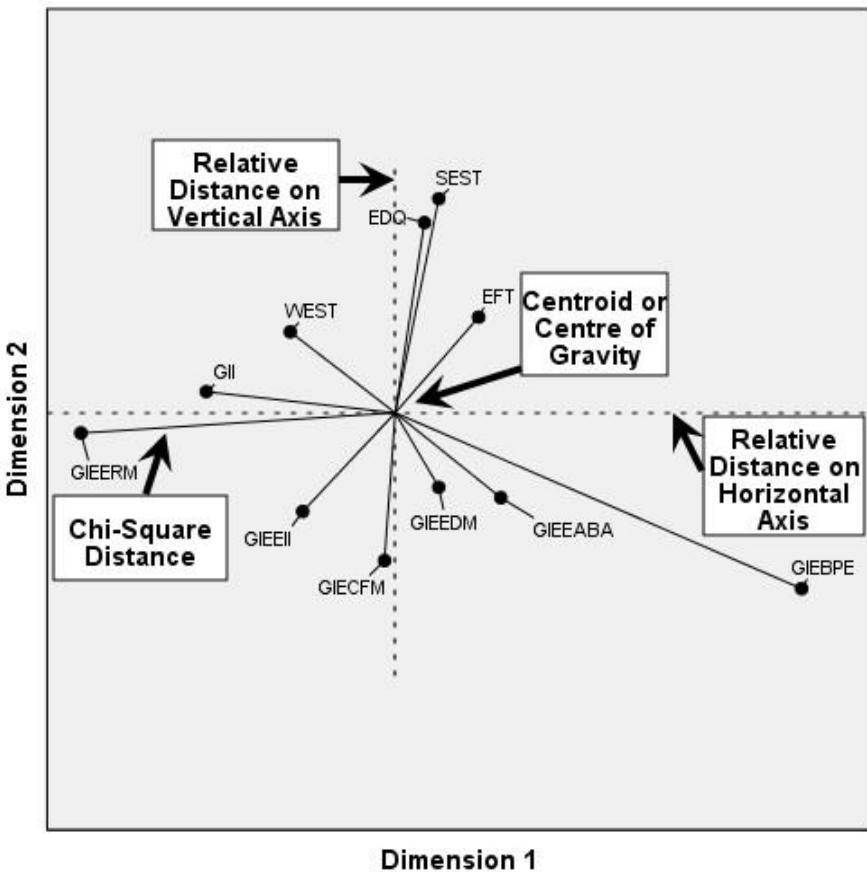 Relative
Distance on
Vertical Axis
SEST
EDQ
WEST
EFT
Centroid or
Centre of
Gravity
GII
Dimension 2
GIEERM
Relative
Distance on
Horizontal
Axis
Chi-Square
Distance
GIEEII
GIEEDM
GIEEABA
GIECFM
GIEBPE
Dimension 1